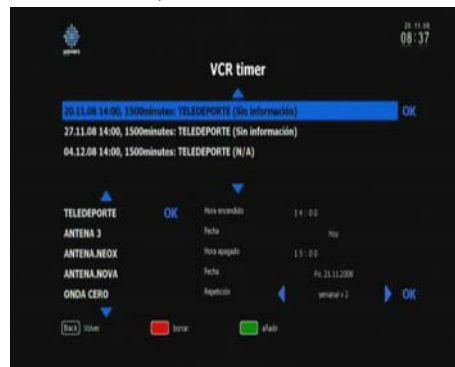 20.11.08
08:37
VCR timer
20.11.08 14:00, 1500minutes: TELEDEPORTE (Sin información) OK
27.11.08 14:00, 1500minutes: TELEDEPORTE (Sin información)
04.12.08 14:00, 1500minutes: TELEDEPORTE (N/A)
TELEDEPORTE OK Hora encendido 14:00
ANTENA 3 Fecha Hoy
ANTENA.NEOX Hora apagado 15:00
ANTENA.NOVA Fecha Fri. 21.11.2008
ONDA CERO Repetición semanal × 2 OK
Back Volver borrar añadir